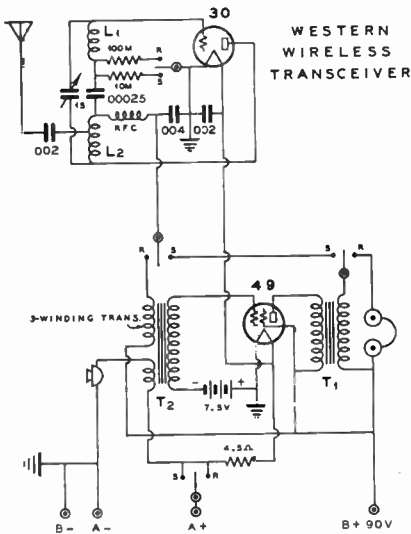 30
WESTERN
WIRELESS
TRANSCEIVER
L1
100M
R
10M
S
15
00025
RFC
004
002
002
L2
R
S
S
R
49
3-WINDING TRANS.
T2
T1
- +
7.5V
4.5Ω
S
R
B-
A-
A+
B+ 90V